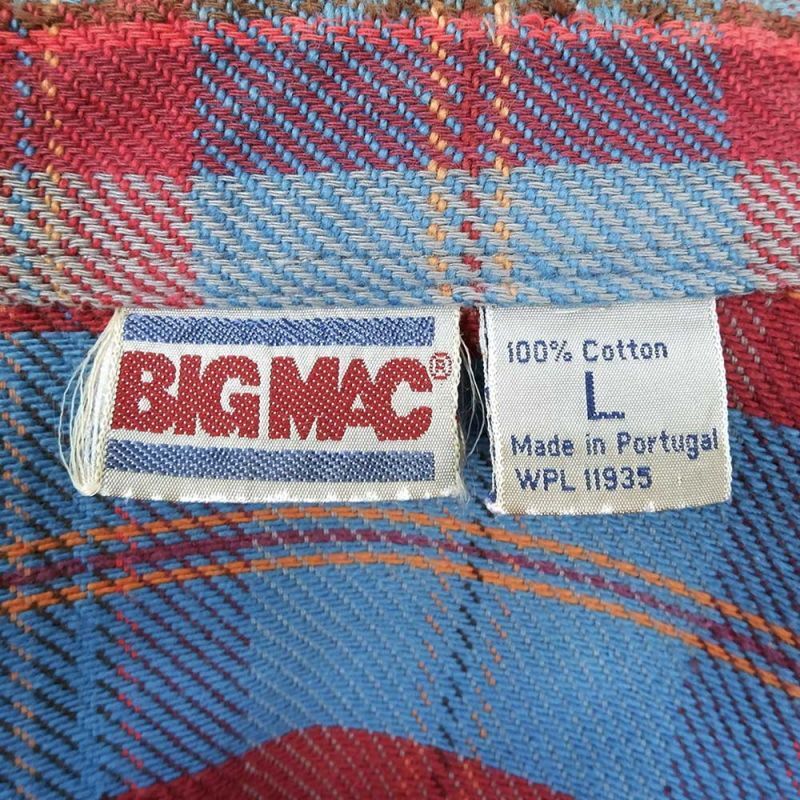 BIG MAC®
100% Cotton
L
Made in Portugal
WPL 11935